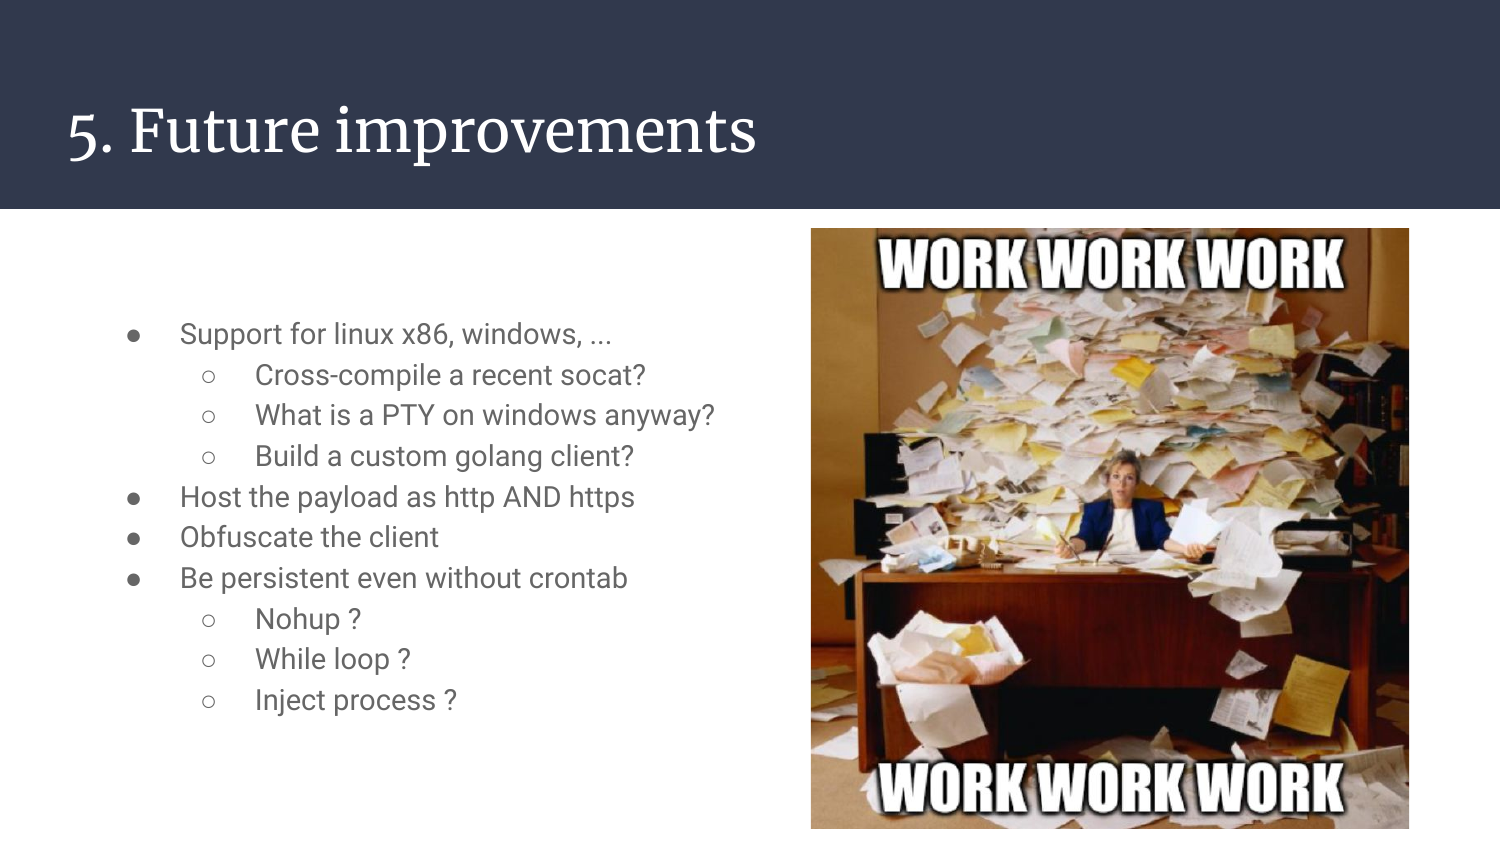 5. Future improvements
● Support for linux x86, windows, ...
○ Cross-compile a recent socat?
○ What is a PTY on windows anyway?
○ Build a custom golang client?
● Host the payload as http AND https
● Obfuscate the client
● Be persistent even without crontab
○ Nohup ?
○ While loop ?
○ Inject process ?
WORK WORK WORK
WORK WORK WORK